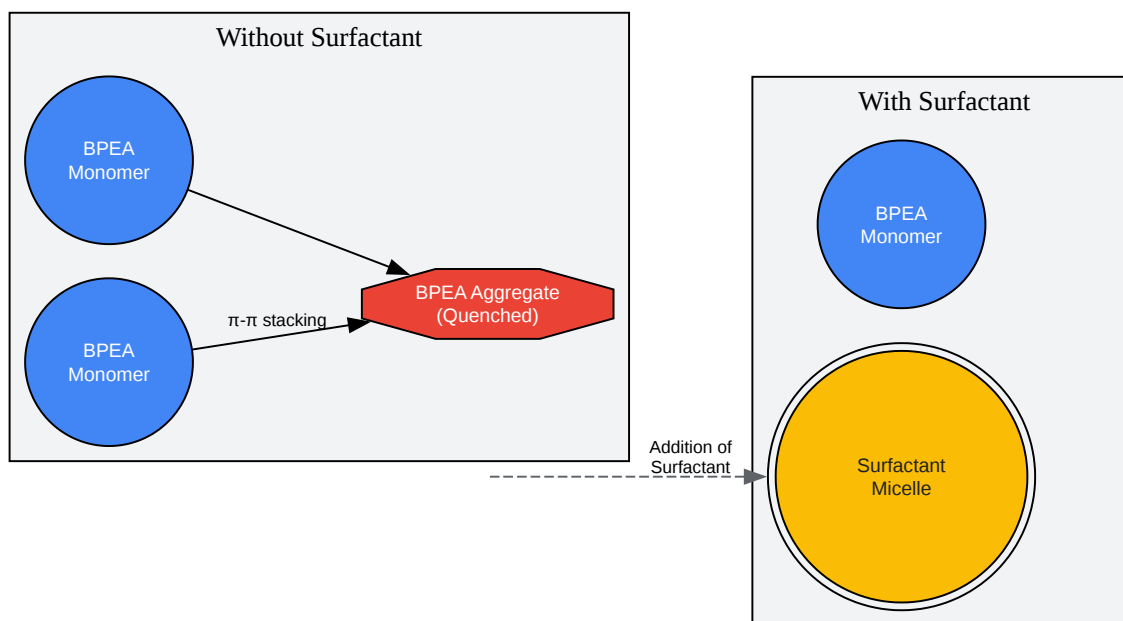 Without Surfactant
BPEA
Monomer
BPEA Aggregate
(Quenched)
π-π stacking
BPEA
Monomer
Addition of
Surfactant
With Surfactant
BPEA
Monomer
Surfactant
Micelle